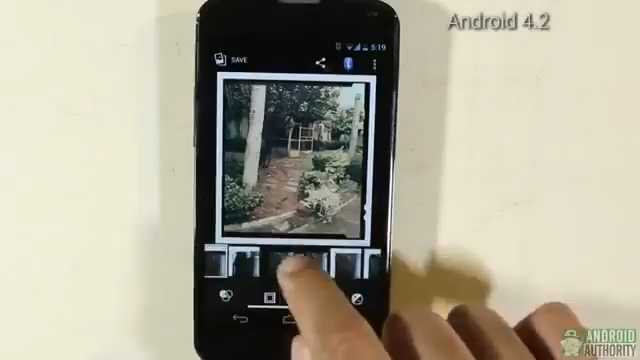 Android 4.2
5:19
SAVE
ANDROID
AUTHORITY